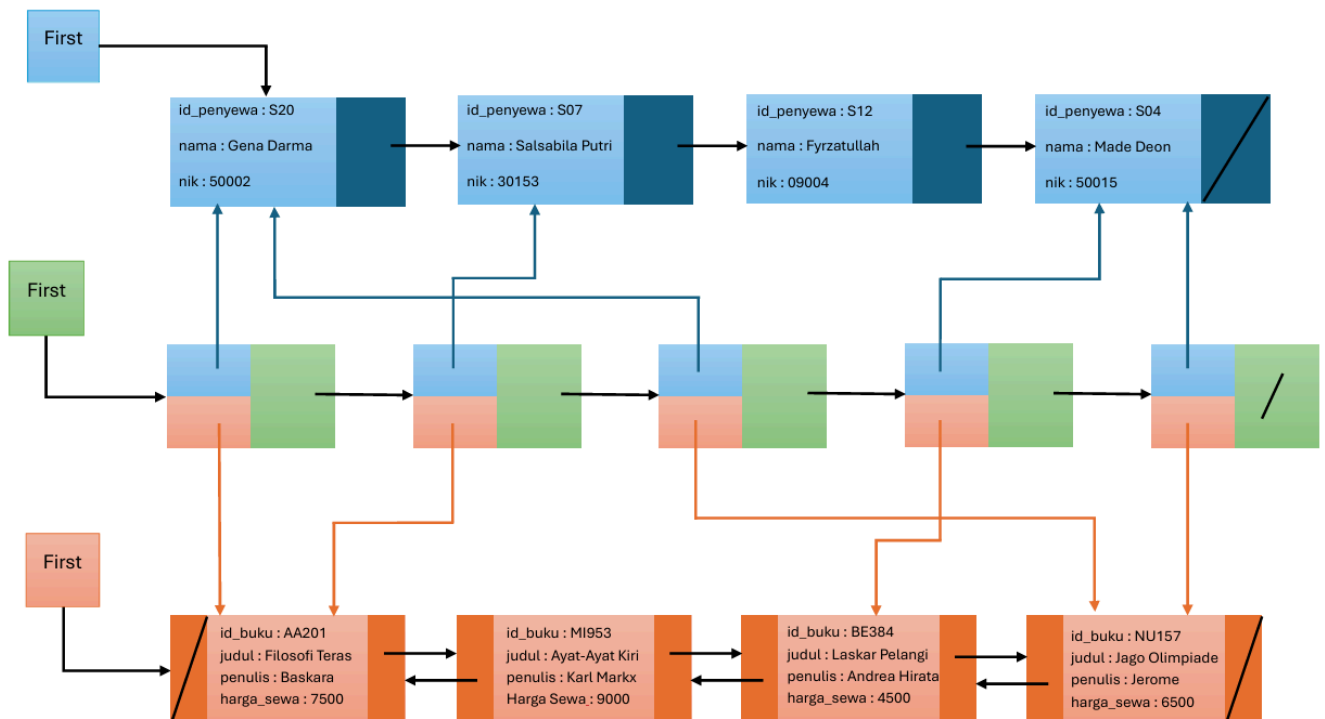 First
id_penyewa : S20
nama : Gena Darma
nik : 50002
id_penyewa : S07
nama : Salsabila Putri
nik : 30153
id_penyewa : S12
nama : Fyrzatullah
nik : 09004
id_penyewa : S04
nama : Made Deon
nik : 50015
First
First
id_buku : AA201
judul : Filosofi Teras
penulis : Baskara
harga_sewa : 7500
id_buku : MI953
judul : Ayat-Ayat Kiri
penulis : Karl Markx
Harga Sewa_: 9000
id_buku : BE384
judul : Laskar Pelangi
penulis : Andrea Hirata
harga_sewa : 4500
id_buku : NU157
judul : Jago Olimpiade
penulis : Jerome
harga_sewa : 6500